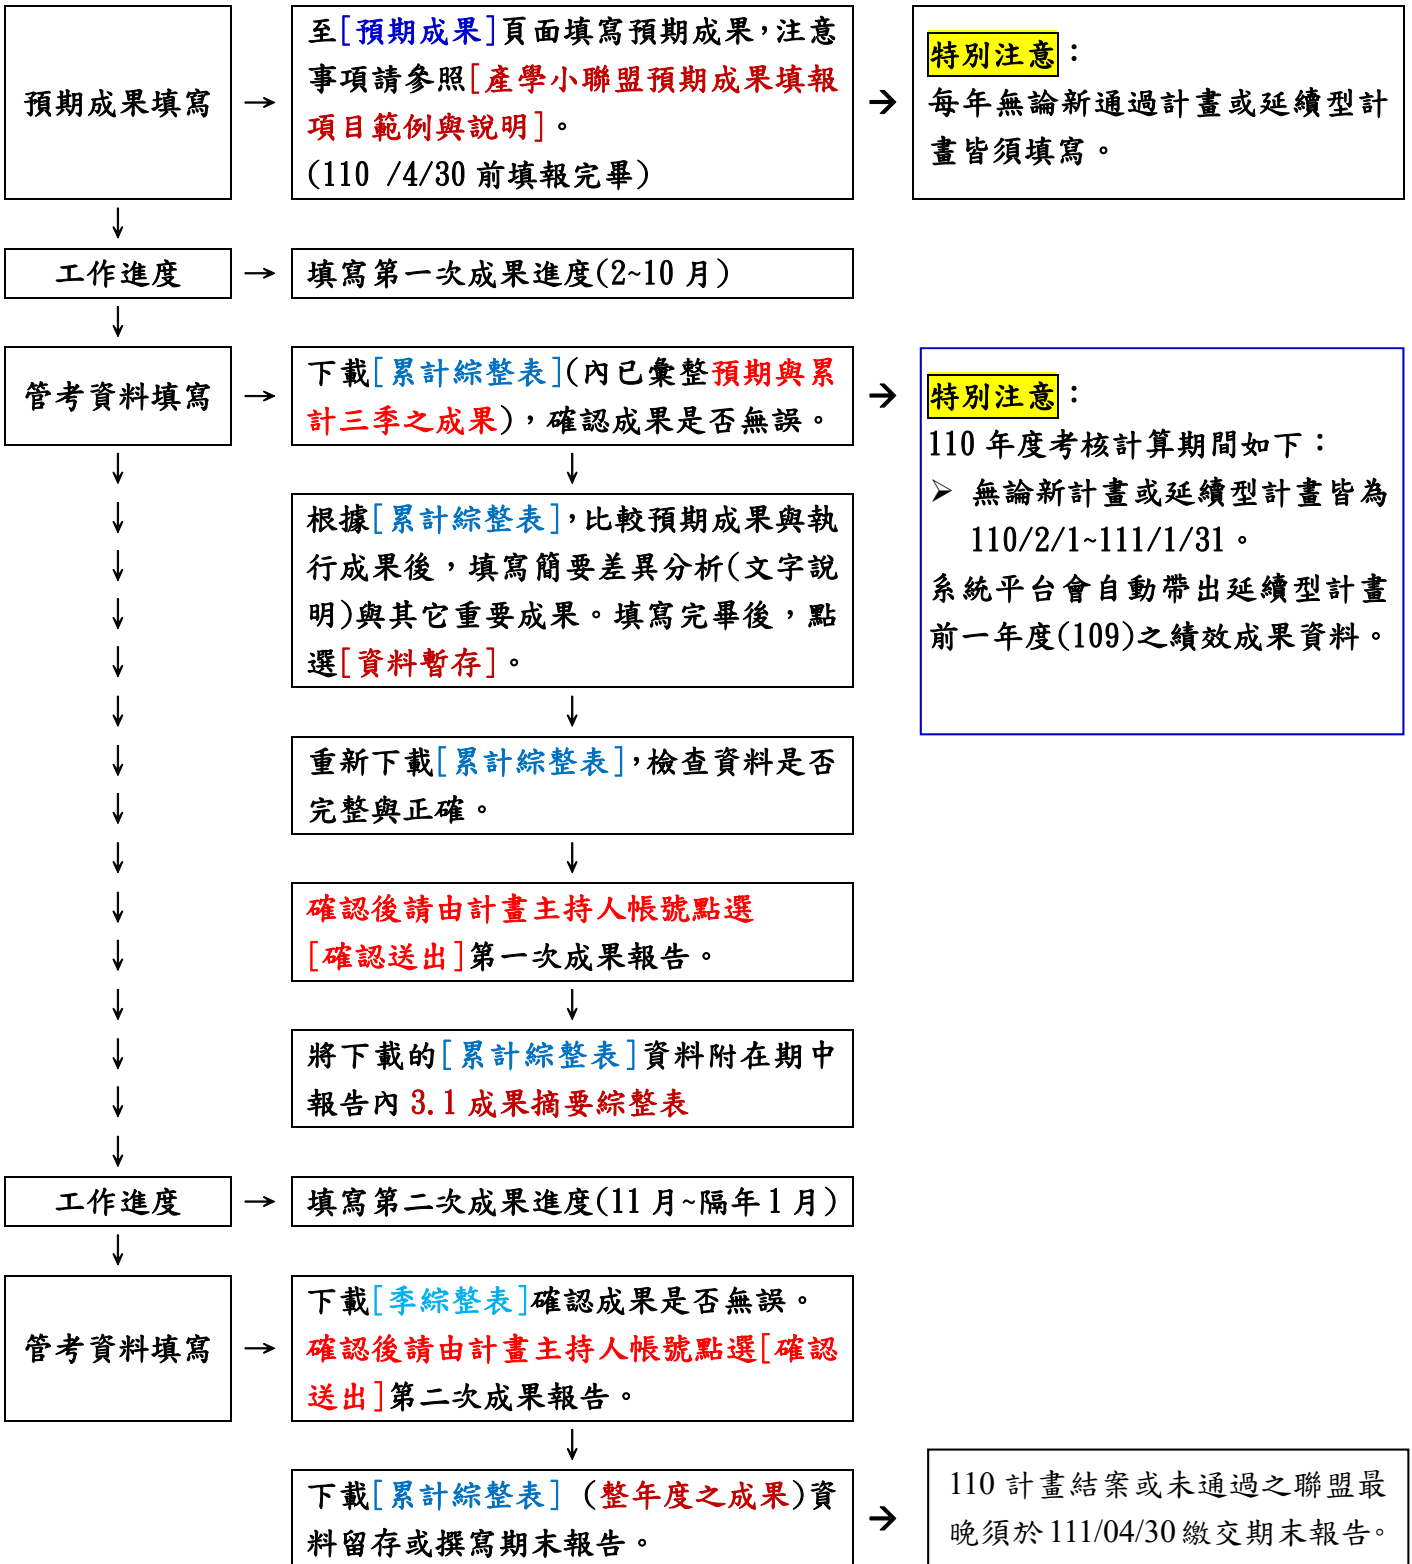 預期成果填寫
→
至[預期成果]頁面填寫預期成果，注意
事項請參照[產學小聯盟預期成果填報
項目範例與說明]。
(110 /4/30 前填報完畢)
→
特別注意：
每年無論新通過計畫或延續型計
畫皆須填寫。
↓
工作進度
→
填寫第一次成果進度(2~10 月)
↓
管考資料填寫
→
下載[累計綜整表](內已彙整預期與累
計三季之成果)，確認成果是否無誤。
→
特別注意：
110 年度考核計算期間如下：
➢ 無論新計畫或延續型計畫皆為
110/2/1~111/1/31。
系統平台會自動帶出延續型計畫
前一年度(109)之績效成果資料。
↓
↓
根據[累計綜整表]，比較預期成果與執
行成果後，填寫簡要差異分析(文字說
明)與其它重要成果。填寫完畢後，點
選[資料暫存]。
↓
↓
↓
↓
↓
↓
重新下載[累計綜整表]，檢查資料是否
完整與正確。
↓
↓
↓
↓
確認後請由計畫主持人帳號點選
[確認送出]第一次成果報告。
↓
↓
↓
↓
將下載的[累計綜整表]資料附在期中
報告內 3.1 成果摘要綜整表
↓
↓
↓
工作進度
→
填寫第二次成果進度(11 月~隔年 1 月)
↓
管考資料填寫
→
下載[季綜整表]確認成果是否無誤。
確認後請由計畫主持人帳號點選[確認
送出]第二次成果報告。
↓
下載[累計綜整表] (整年度之成果)資
料留存或撰寫期末報告。
→
110 計畫結案或未通過之聯盟最
晚須於 111/04/30 繳交期末報告。